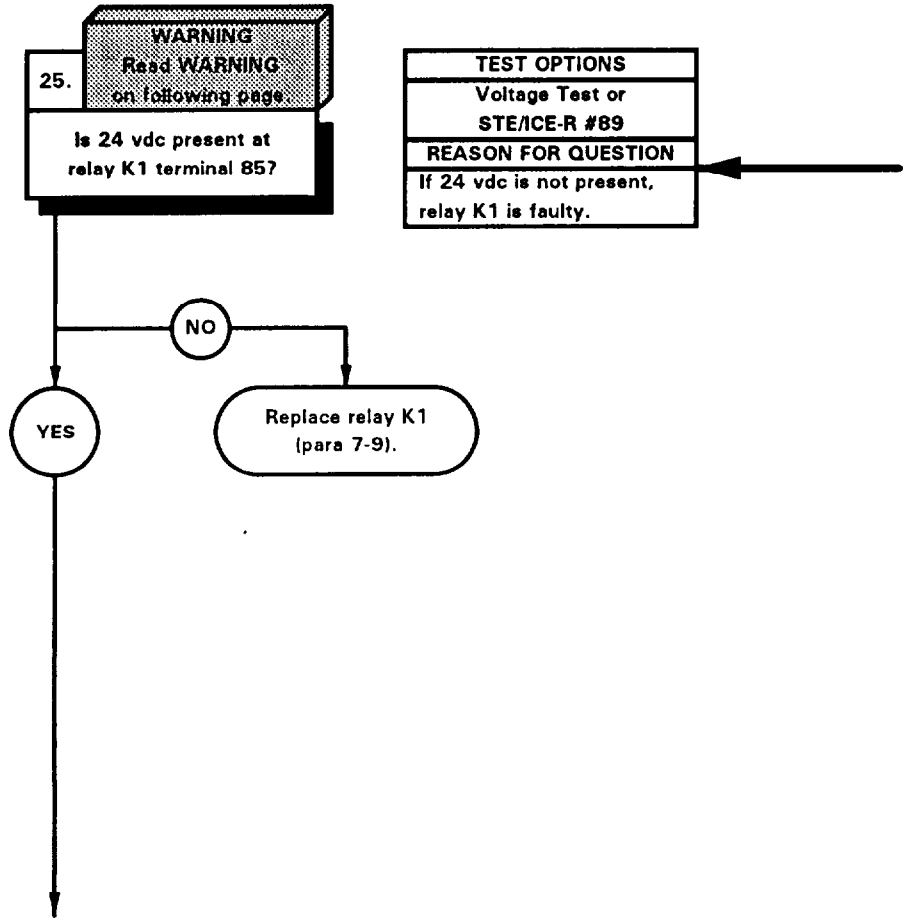 WARNING
Read WARNING
on following page
25.
Is 24 vdc present at
relay K1 terminal 85?
TEST OPTIONS
Voltage Test or
STE/ICE-R #89
REASON FOR QUESTION
If 24 vdc is not present,
relay K1 is faulty.
NO
YES
Replace relay K1
(para 7-9).